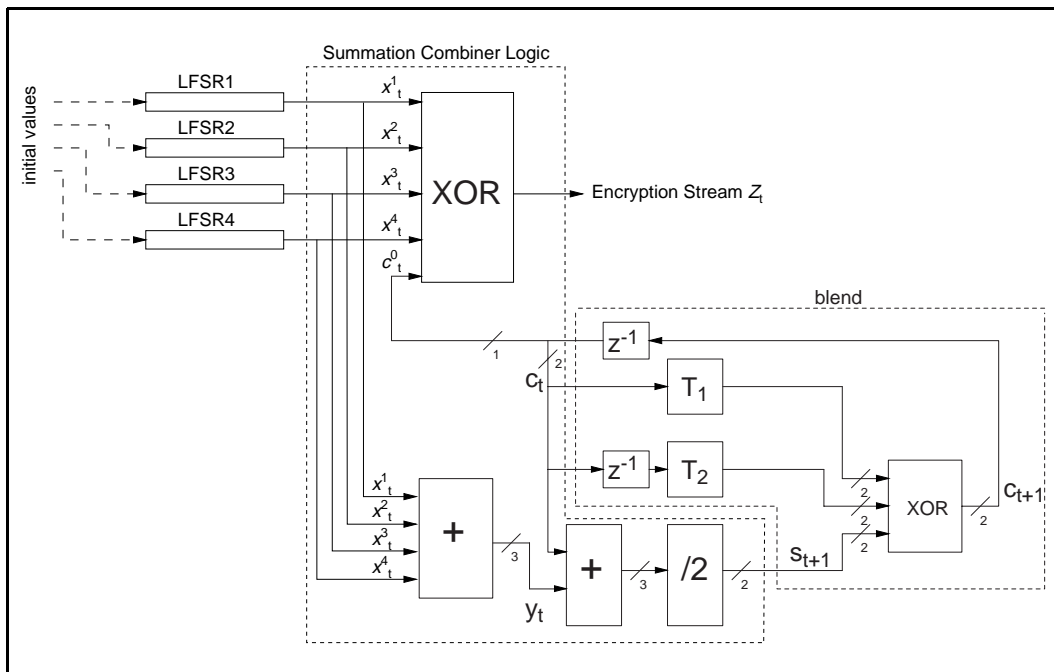 Summation Combiner Logic
initial values
LFSR1
LFSR2
LFSR3
LFSR4
x¹ₜ
x²ₜ
x³ₜ
x⁴ₜ
c⁰ₜ
XOR
Encryption Stream Zₜ
blend
1
2
cₜ
z⁻¹
T₁
z⁻¹
T₂
2
2
2
XOR
2
cₜ₊₁
x¹ₜ
x²ₜ
x³ₜ
x⁴ₜ
+
3
yₜ
+
3
/2
2
sₜ₊₁